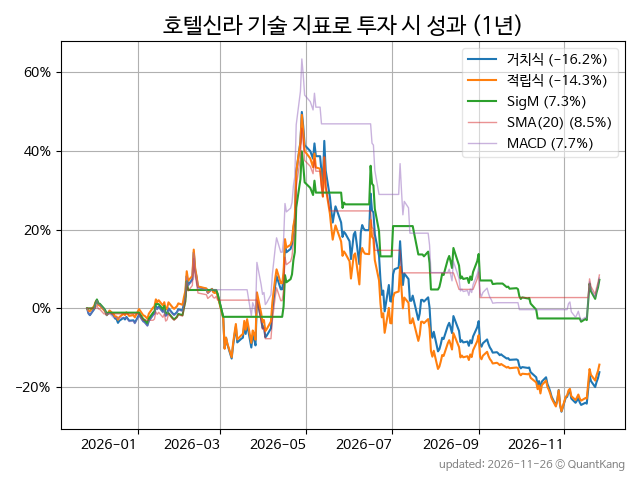 호텔신라 기술 지표로 투자 시 성과 (1년)
거치식 (-16.2%)
적립식 (-14.3%)
SigM (7.3%)
SMA(20) (8.5%)
MACD (7.7%)
60%
40%
20%
0%
-20%
2026-01 2026-03 2026-05 2026-07 2026-09 2026-11
updated: 2026-11-26 ⓒ QuantKang